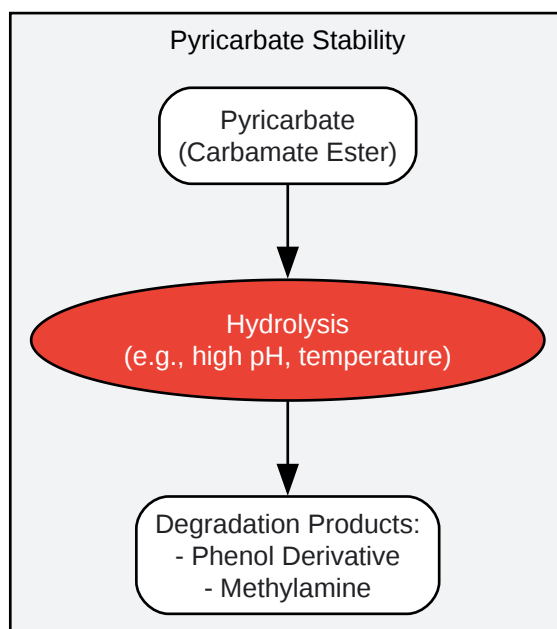 Pyricarbate Stability
Pyricarbate
(Carbamate Ester)
Hydrolysis
(e.g., high pH, temperature)
Degradation Products:
- Phenol Derivative
- Methylamine